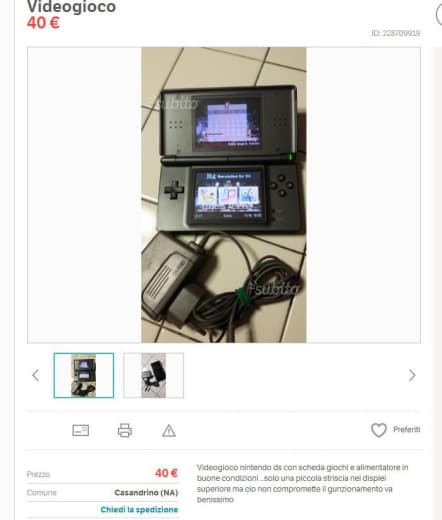 Videogioco
40 €
ID: 228709919
subito
subito
Preferiti
Prezzo
40 €
Comune
Casandrino (NA)
Chiedi la spedizione
Videogioco nintendo ds con scheda giochi e alimentatore in
buone condizioni ..solo una piccola striscia nel displei
superiore ma cio non compromette il gunzionamento va
benissimo